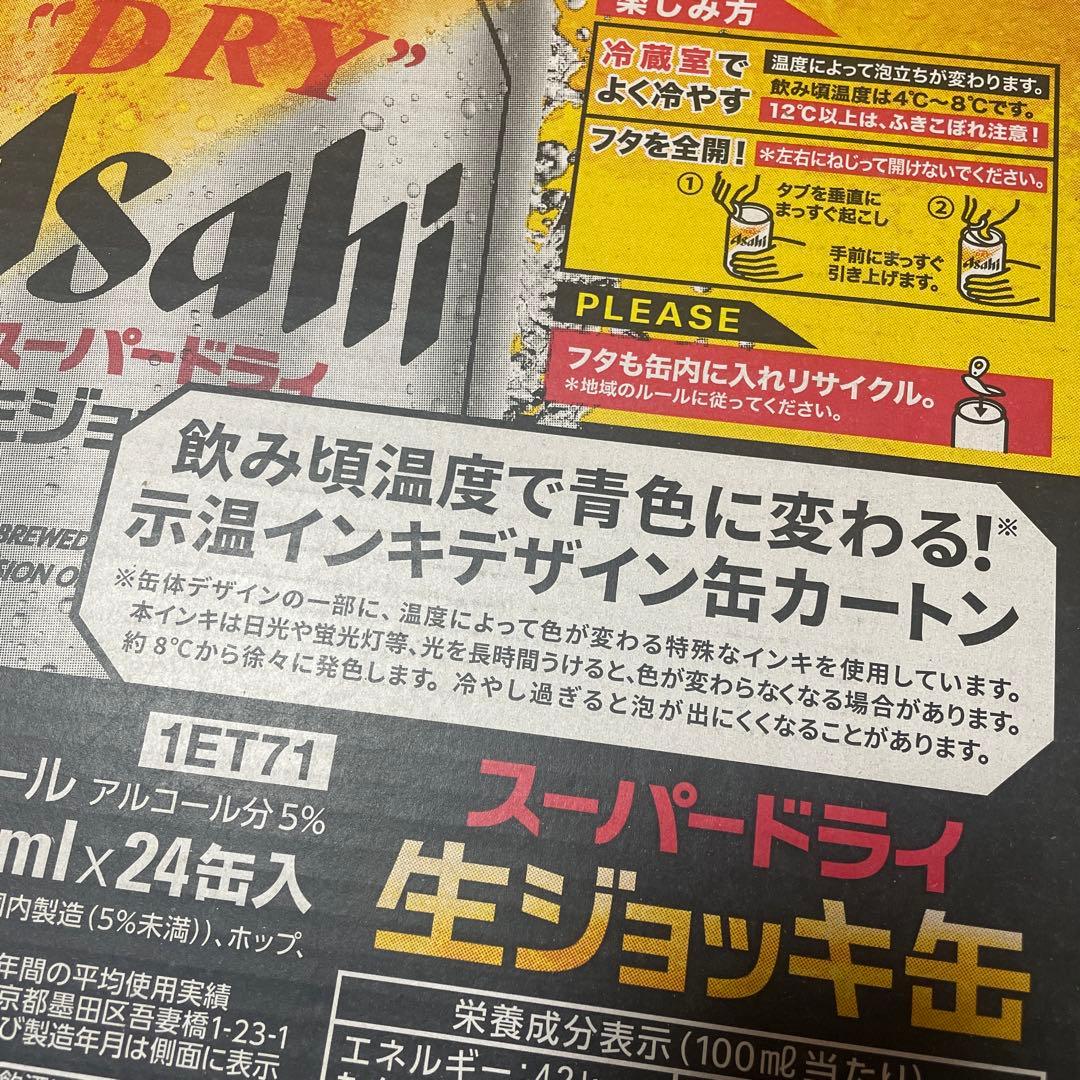 "DRY"
Asahi
スーパードライ
生ジョ
BREWED
SION O
楽しみ方
冷蔵室で
よく冷やす
温度によって泡立ちが変わります。
飲み頃温度は4℃〜8℃です。
12℃以上は、ふきこぼれ注意!
フタを全開!
*左右にねじって開けないでください。
①
タブを垂直に
まっすぐ起こし
②
手前にまっすぐ
引き上げます。
Asahi
Asahi
PLEASE
フタも缶内に入れリサイクル。
*地域のルールに従ってください。
飲み頃温度で青色に変わる!※
示温インキデザイン缶カートン
※缶体デザインの一部に、温度によって色が変わる特殊なインキを使用しています。
本インキは日光や蛍光灯等、光を長時間うけると、色が変わらなくなる場合があります。
約8℃から徐々に発色します。冷やし過ぎると泡が出にくくなることがあります。
1ET71
ール アルコール分5%
ml×24缶入
国内製造(5%未満))、ホップ、
年間の平均使用実績
京都墨田区吾妻橋1-23-1
び製造年月は側面に表示
スーパードライ
生ジョッキ缶
栄養成分表示(100ml当たり)
エネルギー:42k